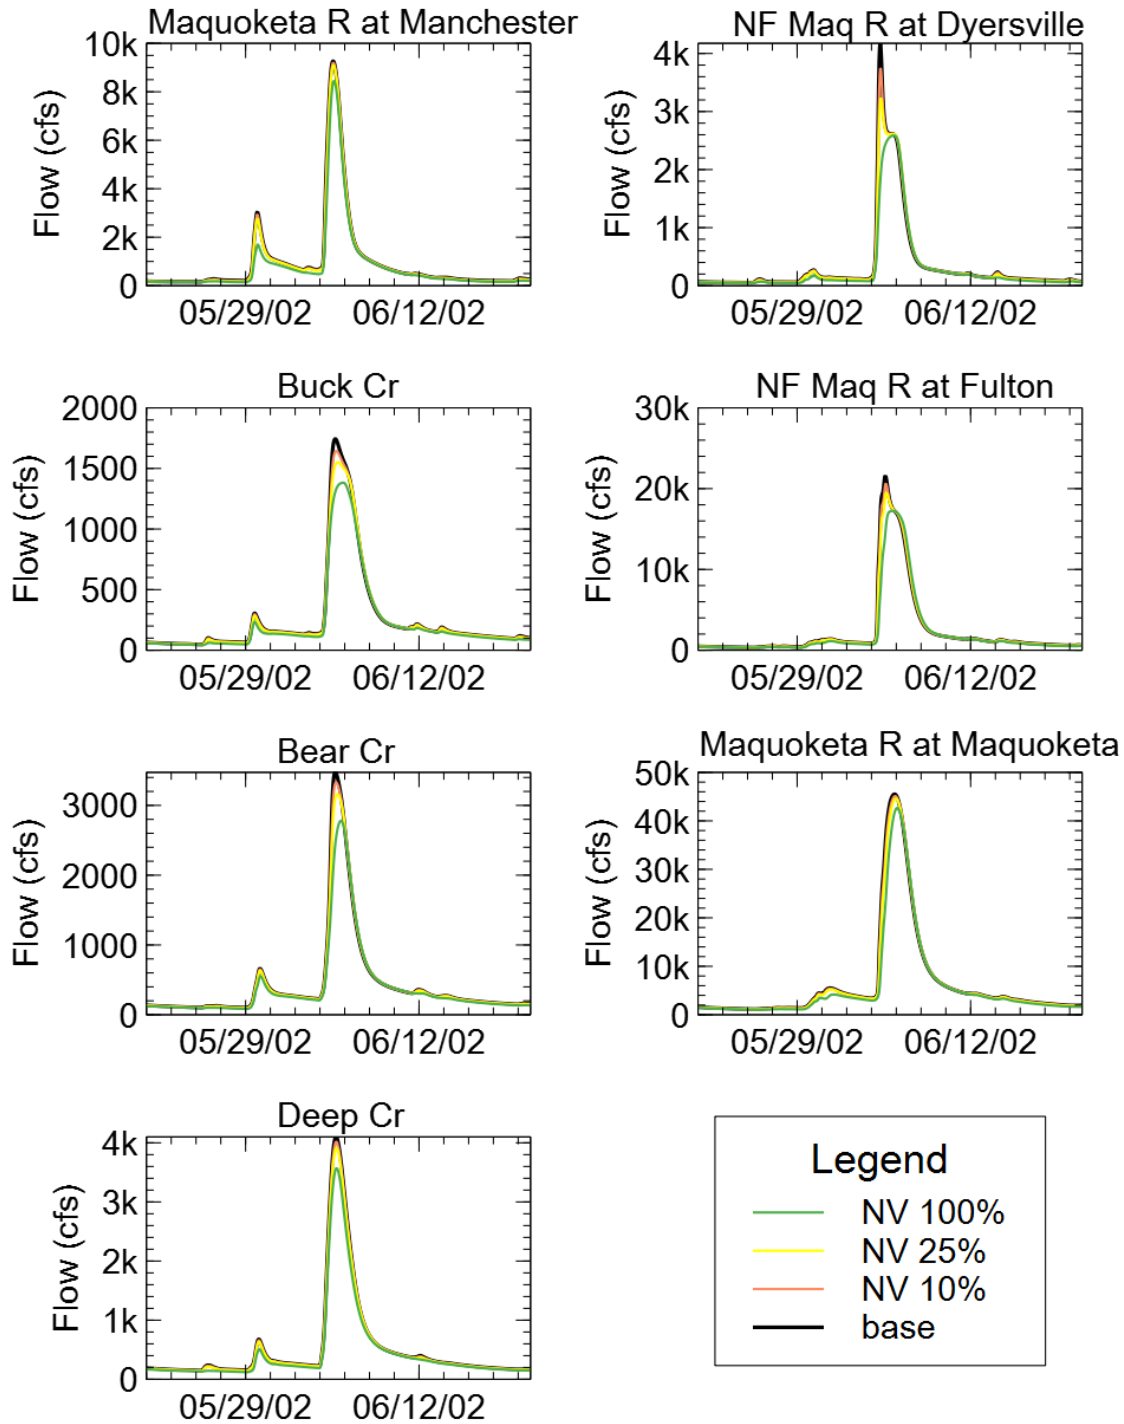 Maquoketa R at Manchester
10k
8k
6k
4k
2k
0
Flow (cfs)
05/29/02 06/12/02
NF Maq R at Dyersville
4k
3k
2k
1k
0
Flow (cfs)
05/29/02 06/12/02
Buck Cr
2000
1500
1000
500
0
Flow (cfs)
05/29/02 06/12/02
NF Maq R at Fulton
30k
20k
10k
0
Flow (cfs)
05/29/02 06/12/02
Bear Cr
3000
2000
1000
0
Flow (cfs)
05/29/02 06/12/02
Maquoketa R at Maquoketa
50k
40k
30k
20k
10k
0
Flow (cfs)
05/29/02 06/12/02
Deep Cr
4k
3k
2k
1k
0
Flow (cfs)
05/29/02 06/12/02
Legend
NV 100%
NV 25%
NV 10%
base